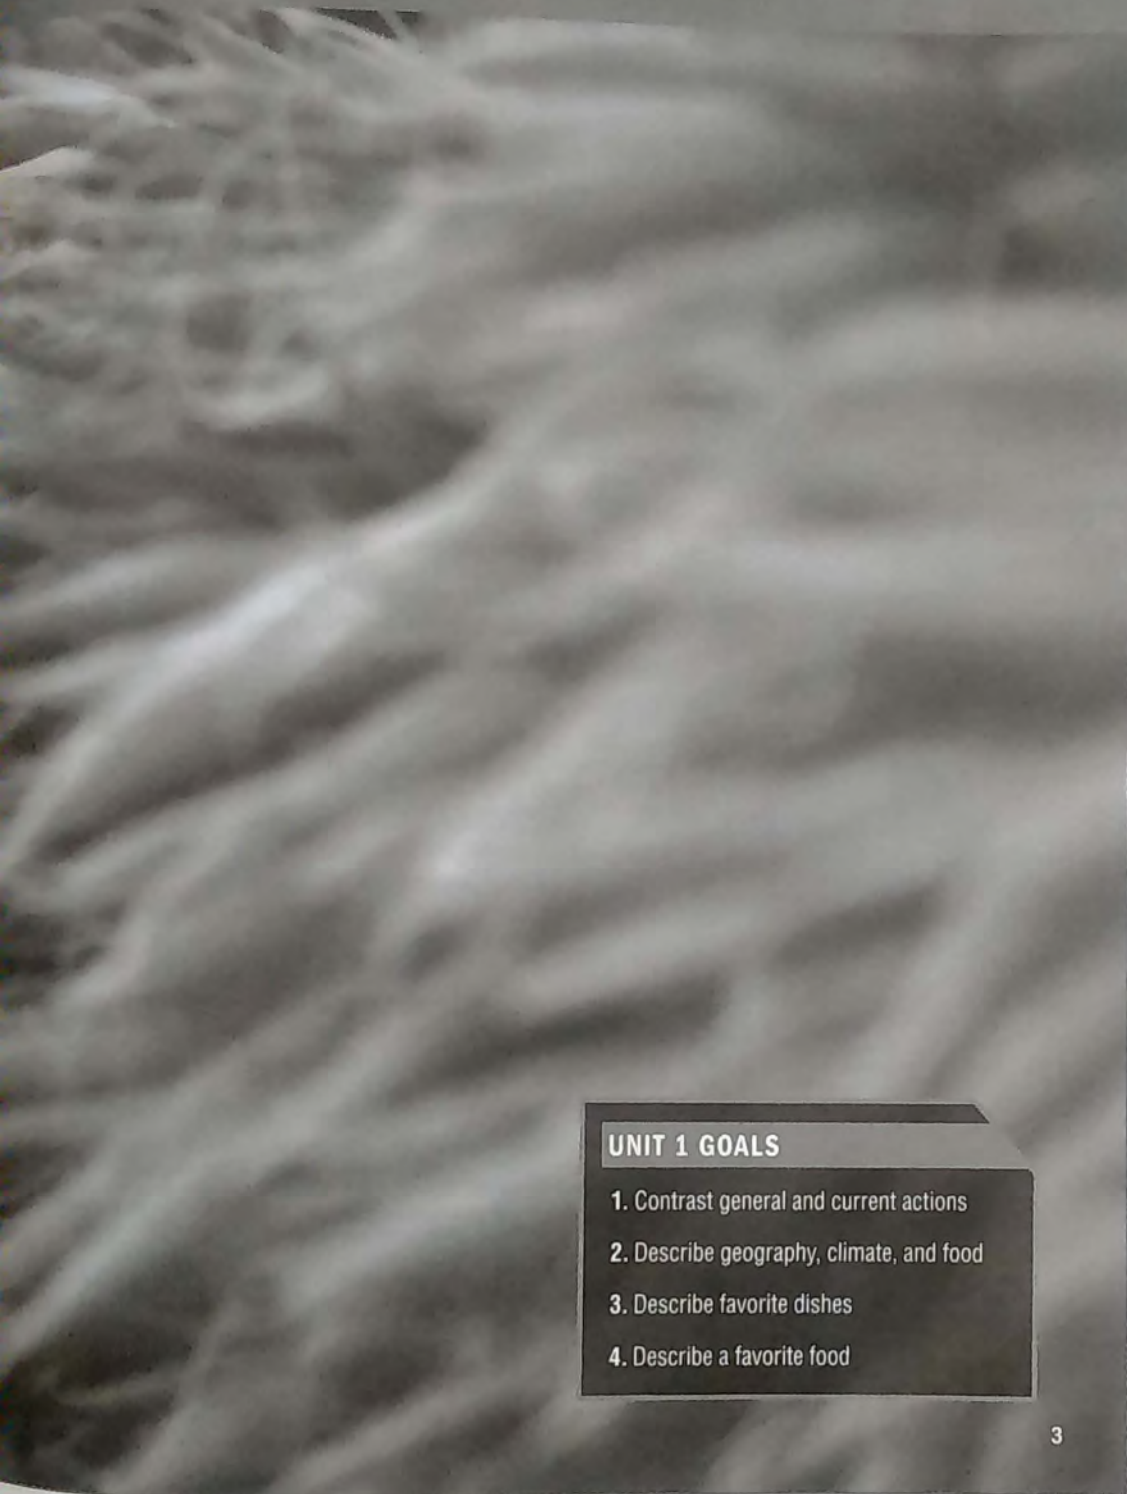 UNIT 1 GOALS
1. Contrast general and current actions
2. Describe geography, climate, and food
3. Describe favorite dishes
4. Describe a favorite food
3